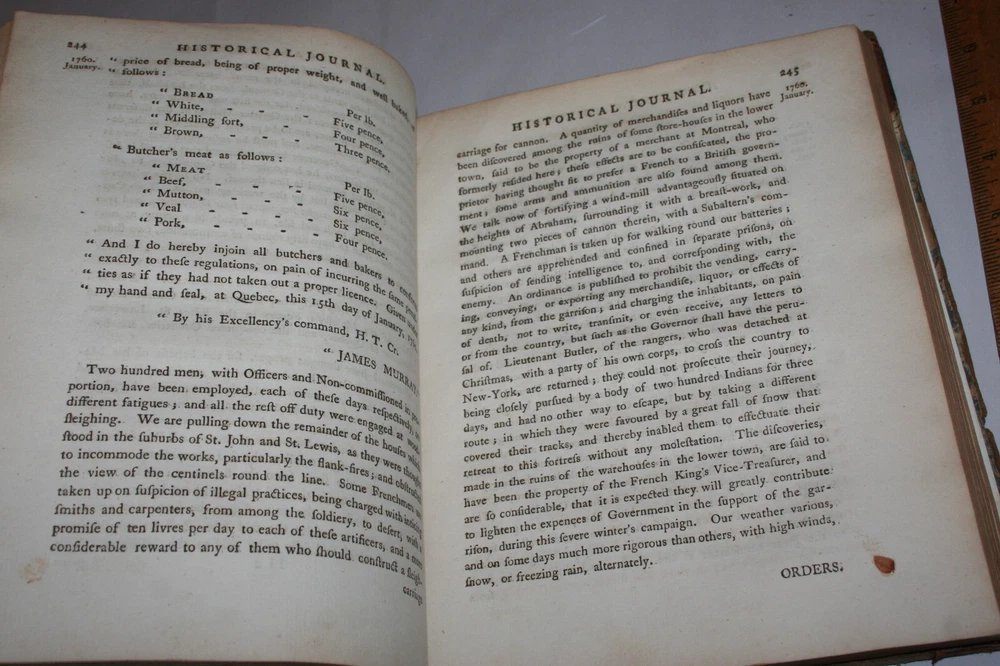 244
HISTORICAL JOURNAL.
1760.
January.
“ price of bread, being of proper weight, and well baked, as
“ follows :
“ BREAD Per lb.
“ White, - - - Five pence,
“ Middling ſort, - - Four pence,
“ Brown, - - - Three pence.
“ Butcher's meat as follows :
“ MEAT Per lb.
“ Beef, - - - - Five pence,
“ Mutton, - - - - Six pence,
“ Veal - - - - Six pence,
“ Pork, - - - - Four pence.
“ And I do hereby injoin all butchers and bakers to
“ exactly to theſe regulations, on pain of incurring the ſame
“ ties as if they had not taken out a proper licence. Given
“ my hand and ſeal, at Quebec, this 15th day of January,
“ By his Excellency's command, H. T. Cr.
“ JAMES MURRAY
Two hundred men, with Officers and Non-commiſſioned in
portion, have been employed, each of theſe days reſpectively,
different fatigues ; and all the reſt off duty were engaged at
ſleighing. We are pulling down the remainder of the houſes
ſtood in the ſuburbs of St. John and St. Lewis, as they were
to incommode the works, particularly the flank-fires ; and
the view of the centinels round the line. Some Frenchmen
taken up on ſuſpicion of illegal practices, being charged with
ſmiths and carpenters, from among the ſoldiery, to deſert, with
promiſe of ten livres per day to each of theſe artificers, and a
conſiderable reward to any of them who ſhould conſtruct a
carriage
245
HISTORICAL JOURNAL.
1760.
January.
carriage for cannon. A quantity of merchandiſes and liquors have
been diſcovered among the ruins of ſome ſtore-houſes in the lower
town, ſaid to be the property of a merchant at Montreal, who
formerly reſided here ; theſe effects are to be confiſcated, the pro-
prietor having thought fit to prefer a French to a Britiſh govern-
ment ; ſome arms and ammunition are alſo found among them.
We talk now of fortifying a wind-mill advantageouſly ſituated on
the heights of Abraham, ſurrounding it with a breaſt-work, and
mounting two pieces of cannon therein, with a Subaltern's com-
mand. A Frenchman is taken up for walking round our batteries ;
and others are apprehended and confined in ſeparate priſons, on
ſuſpicion of ſending intelligence to, and correſponding with, the
enemy. An ordinance is publiſhed to prohibit the vending, carry-
ing, conveying, or exporting any merchandiſe, liquor, or effects of
any kind, from the garriſon ; and charging the inhabitants, on pain
of death, not to write, tranſmit, or even receive, any letters to
or from the country, but ſuch as the Governor ſhall have the peru-
ſal of. Lieutenant Butler, of the rangers, who was detached at
Chriſtmas, with a party of his own corps, to croſs the country to
New-York, are returned ; they could not proſecute their journey,
being cloſely purſued by a body of two hundred Indians for three
days, and had no other way to eſcape, but by taking a different
route ; in which they were favoured by a great fall of ſnow that
covered their tracks, and thereby inabled them to effectuate their
retreat to this fortreſs without any moleſtation. The diſcoveries,
made in the ruins of the warehouſes in the lower town, are ſaid to
have been the property of the French King's Vice-Treaſurer, and
are ſo conſiderable, that it is expected they will greatly contribute
to lighten the expences of Government in the ſupport of the gar-
riſon, during this ſevere winter's campaign. Our weather various,
and on ſome days much more rigorous than others, with high winds,
ſnow, or freezing rain, alternately.
ORDERS.